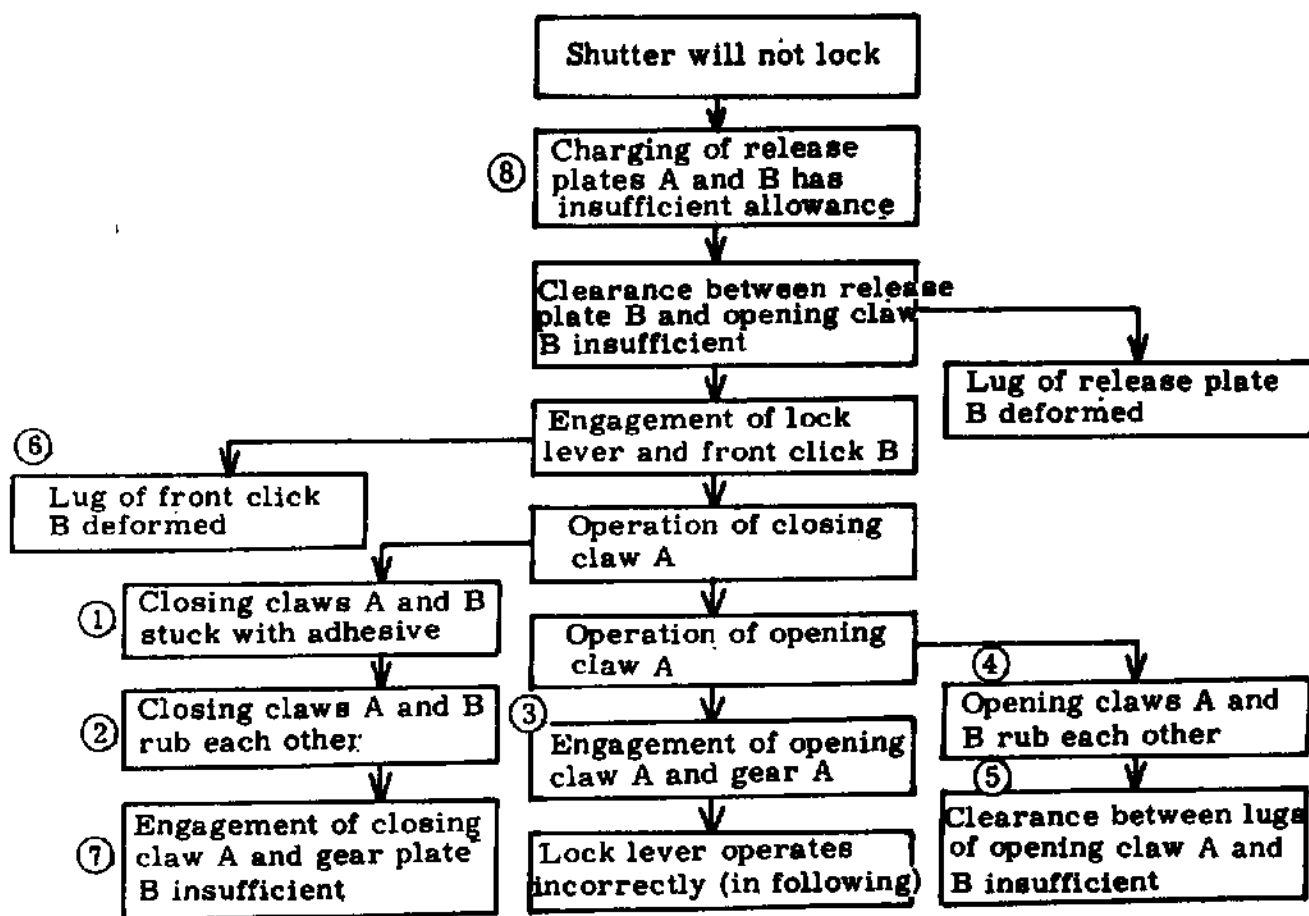 Shutter will not lock
⑧
Charging of release
plates A and B has
insufficient allowance
Clearance between release
plate B and opening claw
B insufficient
Lug of release plate
B deformed
Engagement of lock
lever and front click B
⑥
Lug of front click
B deformed
Operation of closing
claw A
①
Closing claws A and B
stuck with adhesive
Operation of opening
claw A
②
Closing claws A and B
rub each other
③
Engagement of opening
claw A and gear A
④
Opening claws A and
B rub each other
⑦
Engagement of closing
claw A and gear plate
B insufficient
Lock lever operates
incorrectly (in following)
⑤
Clearance between lugs
of opening claw A and
B insufficient